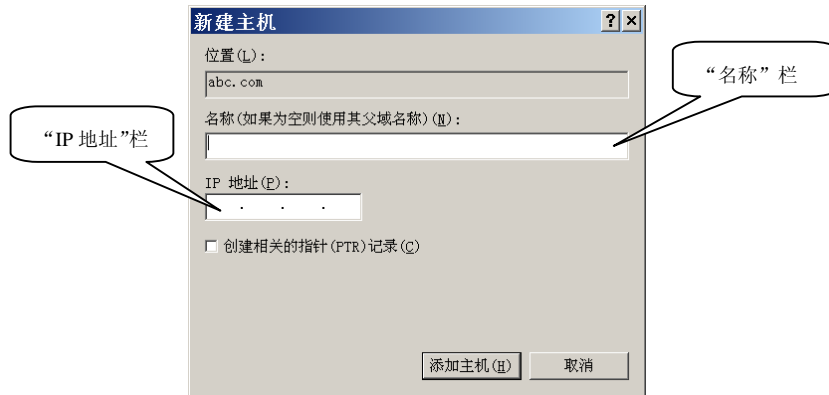 新建主机
位置(L):
abc.com
“名称”栏
名称(如果为空则使用其父域名称)(N):
“IP 地址”栏
IP 地址(P):
. . .
创建相关的指针(PTR)记录(C)
添加主机(H) 取消